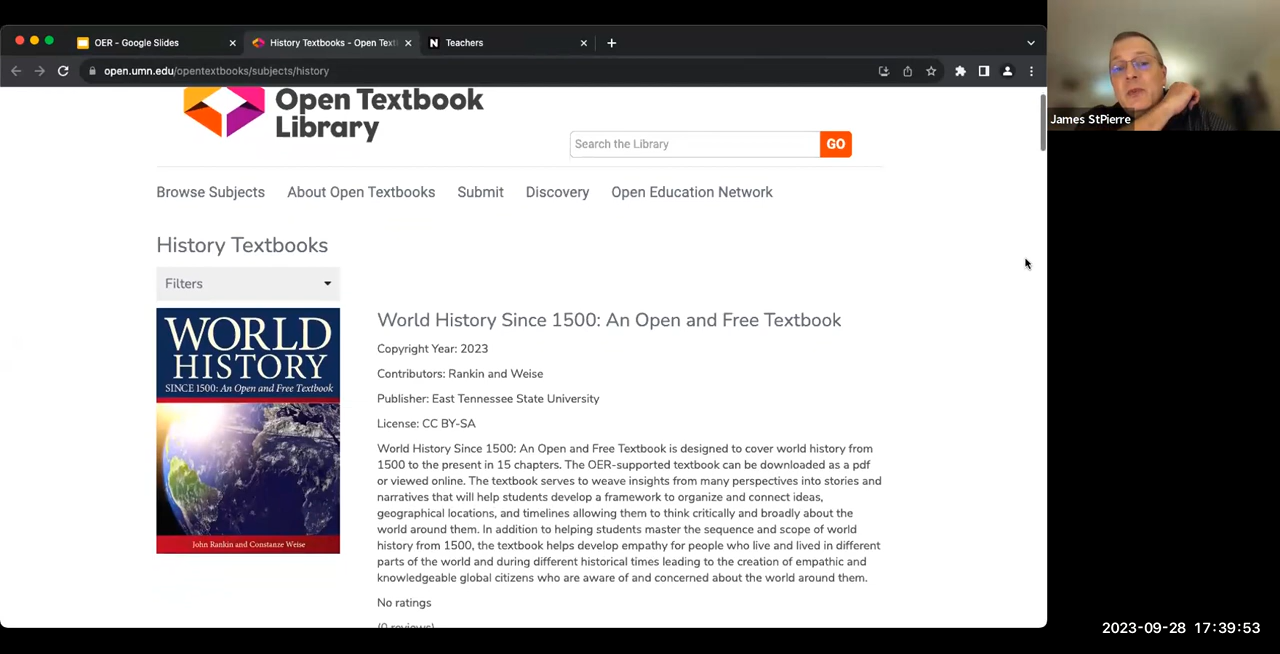 OER - Google Slides
History Textbooks - Open Text
Teachers
open.umn.edu/opentextbooks/subjects/history
James StPierre
Open Textbook
Library
Search the Library
GO
Browse Subjects
About Open Textbooks
Submit
Discovery
Open Education Network
History Textbooks
Filters
WORLD
HISTORY
SINCE 1500: An Open and Free Textbook
John Rankin and Constanze Weise
World History Since 1500: An Open and Free Textbook
Copyright Year: 2023
Contributors: Rankin and Weise
Publisher: East Tennessee State University
License: CC BY-SA
World History Since 1500: An Open and Free Textbook is designed to cover world history from
1500 to the present in 15 chapters. The OER-supported textbook can be downloaded as a pdf
or viewed online. The textbook serves to weave insights from many perspectives into stories and
narratives that will help students develop a framework to organize and connect ideas,
geographical locations, and timelines allowing them to think critically and broadly about the
world around them. In addition to helping students master the sequence and scope of world
history from 1500, the textbook helps develop empathy for people who live and lived in different
parts of the world and during different historical times leading to the creation of empathic and
knowledgeable global citizens who are aware of and concerned about the world around them.
No ratings
(0 reviews)
2023-09-28 17:39:53